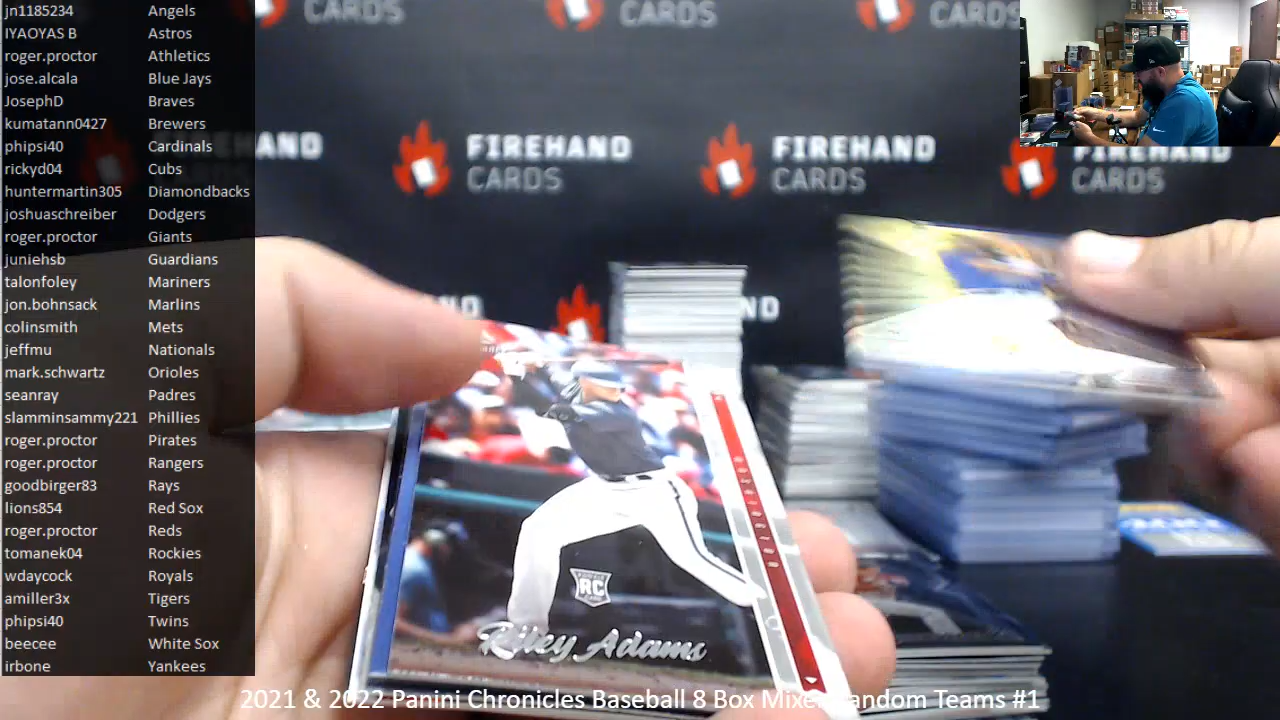 jn1185234 Angels
IYAOYAS B Astros
roger.proctor Athletics
jose.alcala Blue Jays
JosephD Braves
kumatann0427 Brewers
phipsi40 Cardinals
rickyd04 Cubs
huntermartin305 Diamondbacks
joshuaschreiber Dodgers
roger.proctor Giants
juniehsb Guardians
talonfoley Mariners
jon.bohnsack Marlins
colinsmith Mets
jeffmu Nationals
mark.schwartz Orioles
seanray Padres
slamminsammy221 Phillies
roger.proctor Pirates
roger.proctor Rangers
goodbirger83 Rays
lions854 Red Sox
roger.proctor Reds
tomanek04 Rockies
wdaycock Royals
amiller3x Tigers
phipsi40 Twins
beecee White Sox
irbone Yankees
CARDS
CARDS
CARDS
FIREHAND
CARDS
FIREHAND
CARDS
FIREHAND
CARDS
RC
Riley Adams
2021 & 2022 Panini Chronicles Baseball 8 Box Mixer Random Teams #1